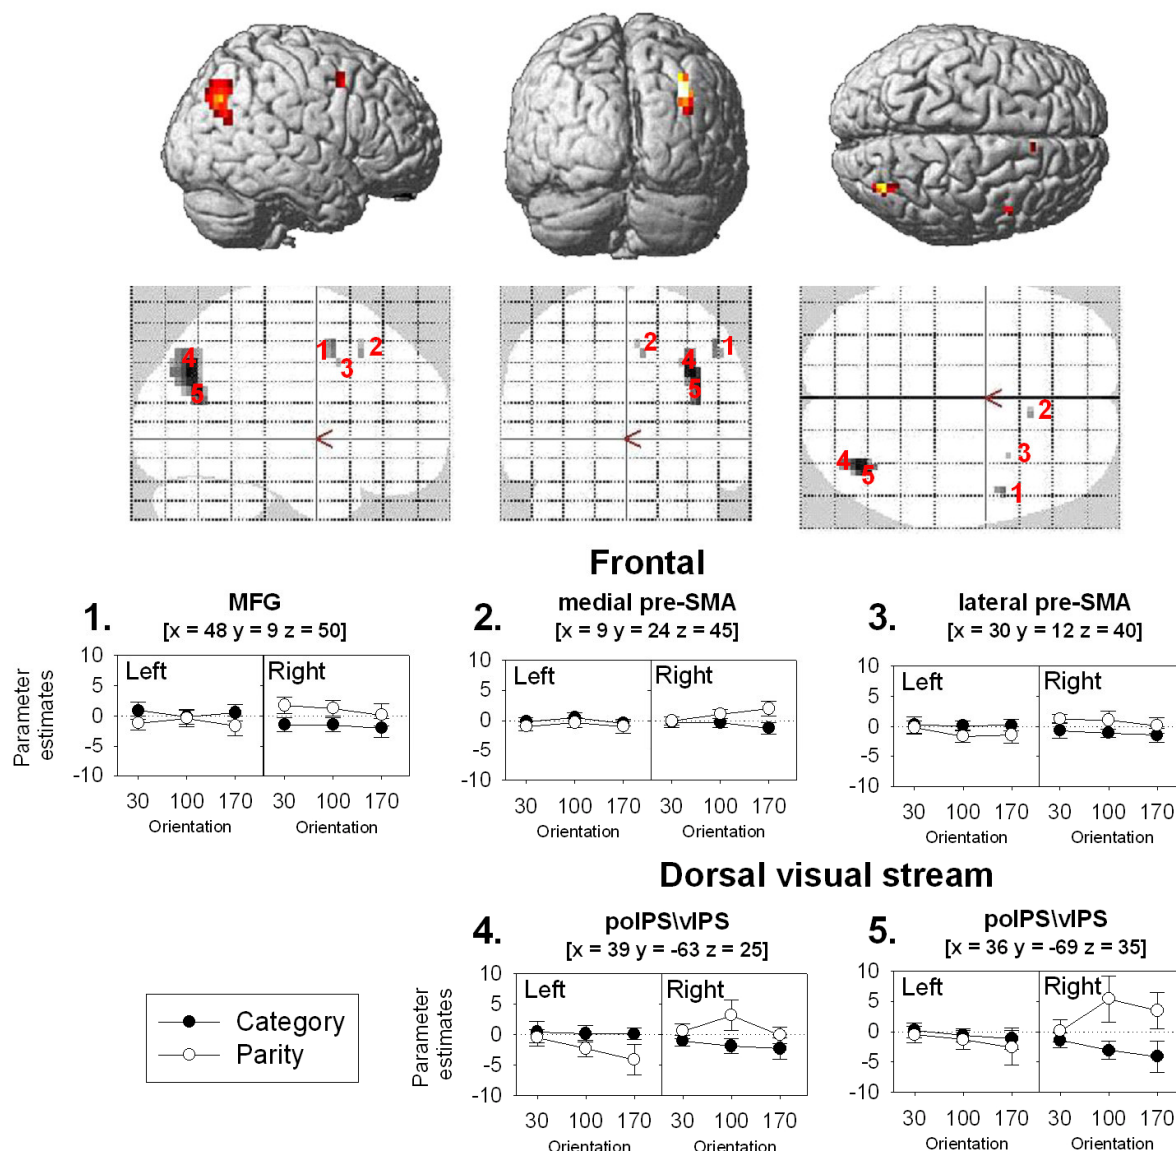 4
5
1
3
2
2
4
5
1
2
3
4
5
1
Frontal
1.
MFG
[x = 48 y = 9 z = 50]
2.
medial pre-SMA
[x = 9 y = 24 z = 45]
3.
lateral pre-SMA
[x = 30 y = 12 z = 40]
Parameter
estimates
10
5
0
-5
-10
Left
Right
30 100 170 30 100 170
Orientation Orientation
10
5
0
-5
-10
Left
Right
30 100 170 30 100 170
Orientation Orientation
10
5
0
-5
-10
Left
Right
30 100 170 30 100 170
Orientation Orientation
Dorsal visual stream
4.
poIPS\vIPS
[x = 39 y = -63 z = 25]
5.
poIPS\vIPS
[x = 36 y = -69 z = 35]
Category
Parity
Parameter
estimates
10
5
0
-5
-10
Left
Right
30 100 170 30 100 170
Orientation Orientation
10
5
0
-5
-10
Left
Right
30 100 170 30 100 170
Orientation Orientation